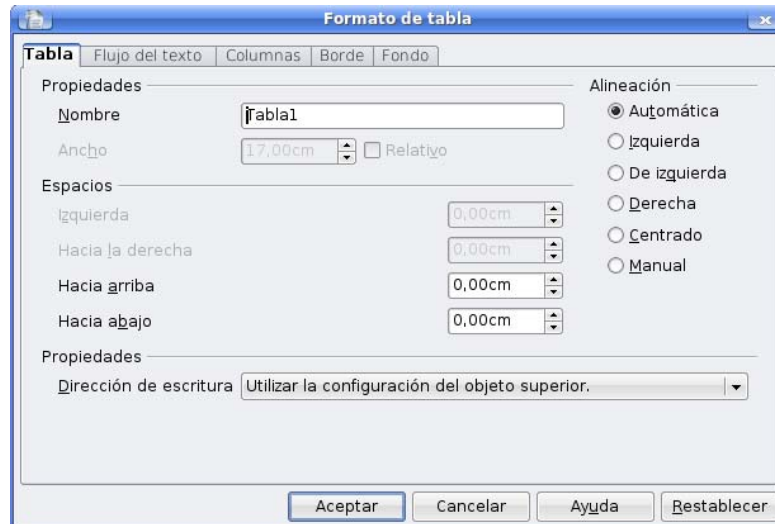 Formato de tabla
Tabla
Flujo del texto
Columnas
Borde
Fondo
Propiedades
Nombre
Tabla1
Ancho
17,00cm
Relativo
Espacios
Izquierda
0,00cm
Hacia la derecha
0,00cm
Hacia arriba
0,00cm
Hacia abajo
0,00cm
Alineación
Automática
Izquierda
De izquierda
Derecha
Centrado
Manual
Propiedades
Dirección de escritura
Utilizar la configuración del objeto superior.
Aceptar
Cancelar
Ayuda
Restablecer